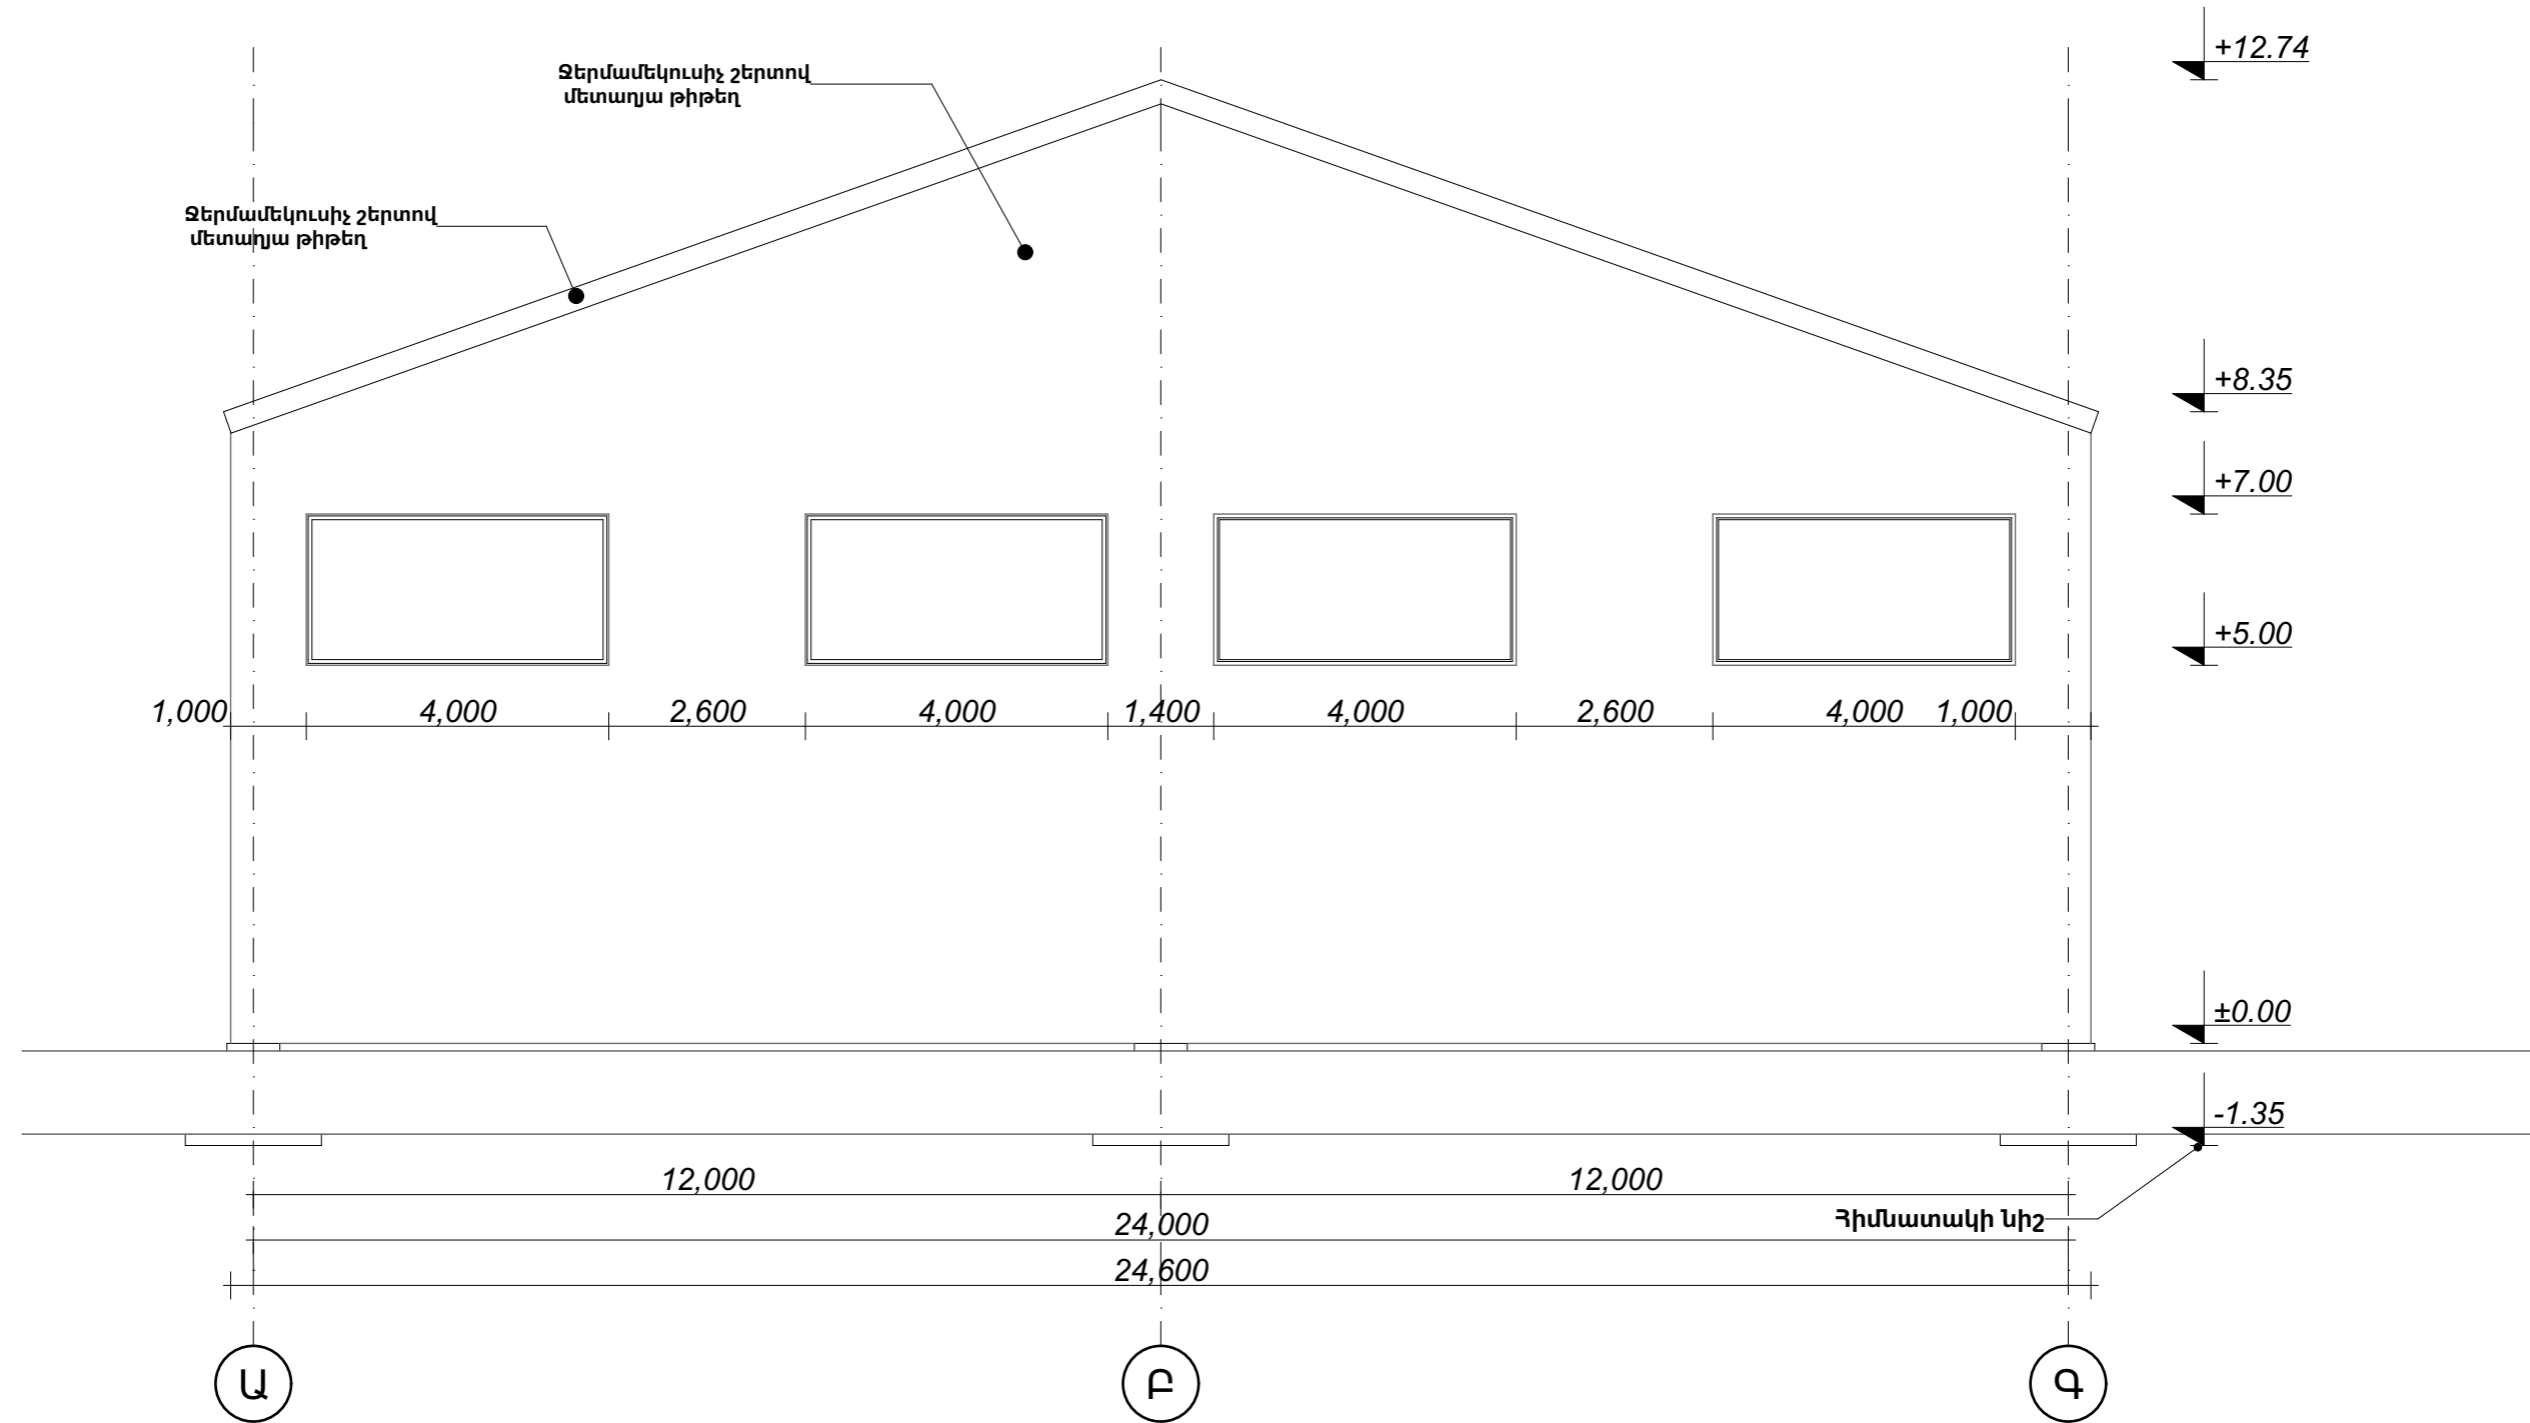 +12.74
Ջերմամեկուսիչ շերտով
մետաղյա թիթեղ
Ջերմամեկուսիչ շերտով
մետաղյա թիթեղ
+8.35
+7.00
+5.00
1,000 4,000 2,600 4,000 1,400 4,000 2,600 4,000 1,000
±0.00
-1.35
12,000 12,000
Հիմնատակի նիշ
24,000
24,600
Ա Բ Գ